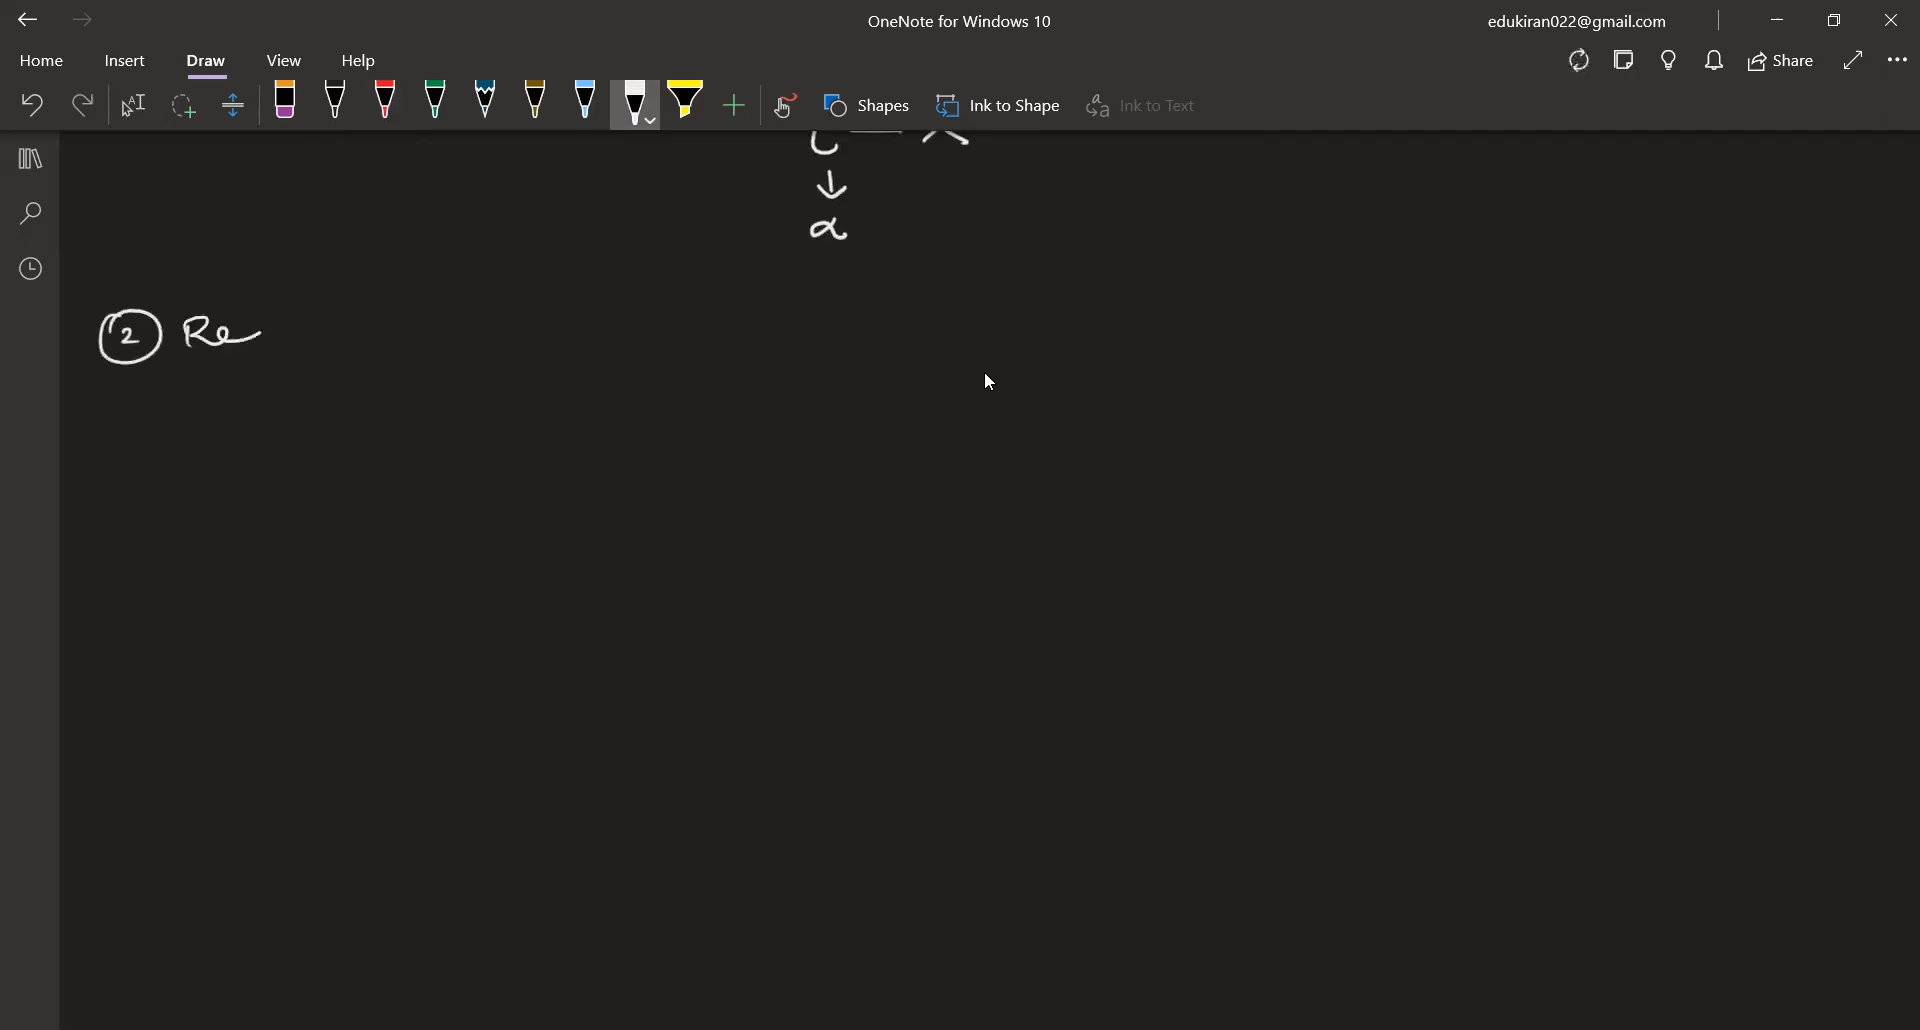 OneNote for Windows 10
edukiran022@gmail.com
Home Insert Draw View Help
Share
Shapes Ink to Shape Ink to Text
α
2 Re